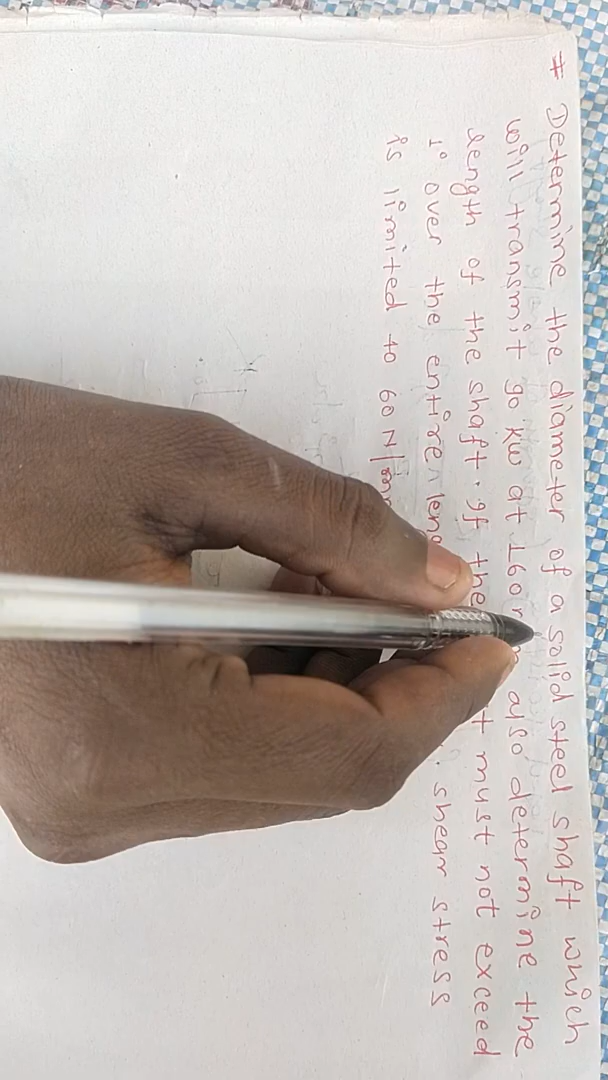 # Determine the diameter of a solid steel shaft which
will transmit 90 kw at 160 also determine the
length of the shaft. If the must not exceed
1° over the entire shear stress
is limited to 60 N/